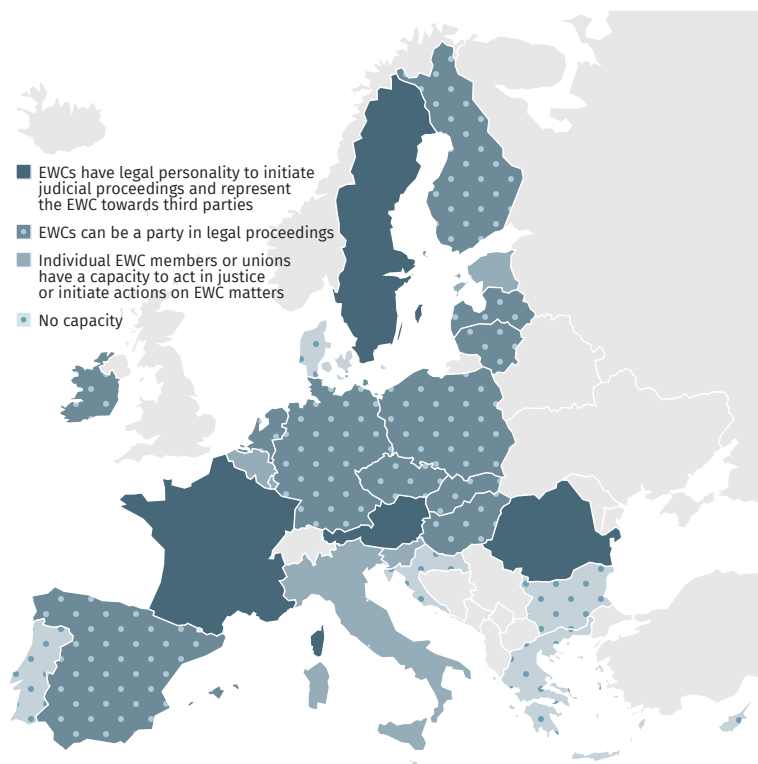 EWCs have legal personality to initiate
judicial proceedings and represent
the EWC towards third parties
EWCs can be a party in legal proceedings
Individual EWC members or unions
have a capacity to act in justice
or initiate actions on EWC matters
No capacity